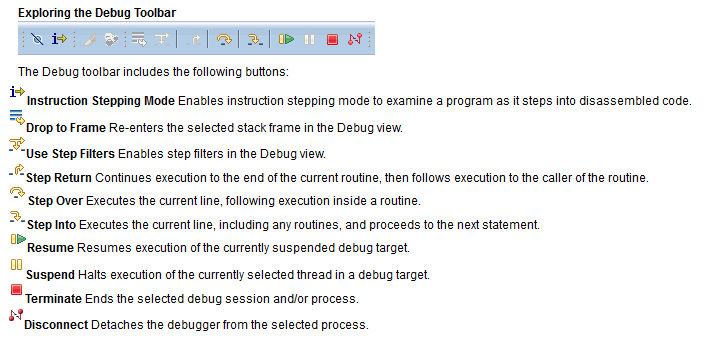 Exploring the Debug Toolbar
The Debug toolbar includes the following buttons:
Instruction Stepping Mode Enables instruction stepping mode to examine a program as it steps into disassembled code.
Drop to Frame Re-enters the selected stack frame in the Debug view.
Use Step Filters Enables step filters in the Debug view.
Step Return Continues execution to the end of the current routine, then follows execution to the caller of the routine.
Step Over Executes the current line, following execution inside a routine.
Step Into Executes the current line, including any routines, and proceeds to the next statement.
Resume Resumes execution of the currently suspended debug target.
Suspend Halts execution of the currently selected thread in a debug target.
Terminate Ends the selected debug session and/or process.
Disconnect Detaches the debugger from the selected process.